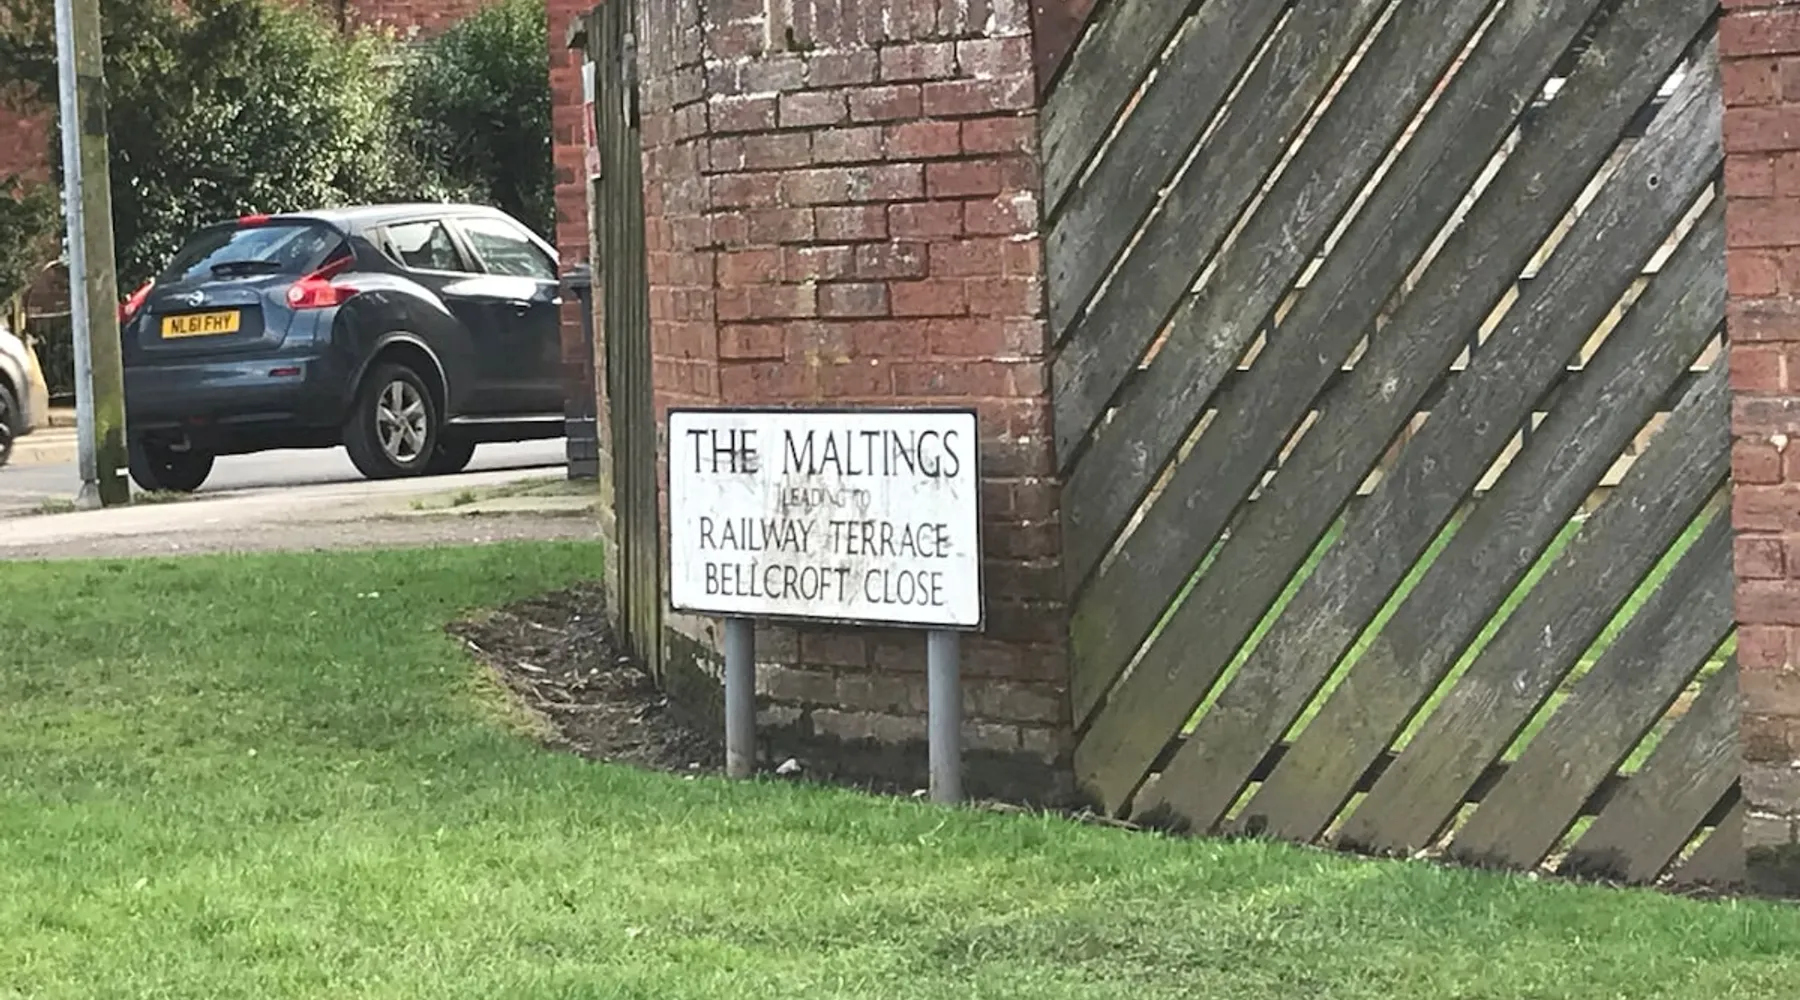 NL61 FHY
THE MALTINGS
LEADING TO
RAILWAY TERRACE
BELLCROFT CLOSE